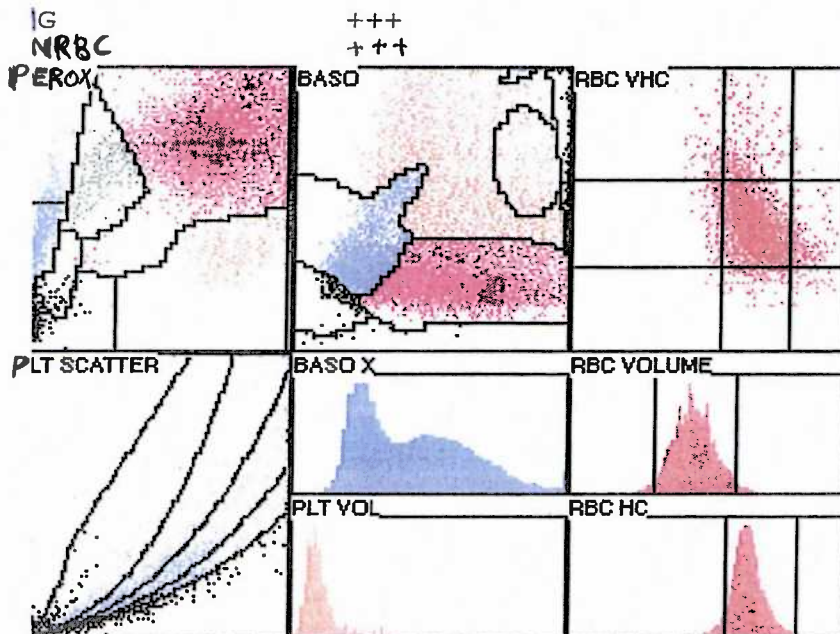 IG +++
NRBC +++
PEROX BASO RBC VHC
PLT SCATTER BASO X RBC VOLUME
PLT VOL RBC HC